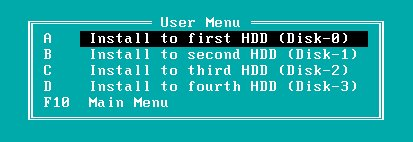 User Menu
A Install to first HDD (Disk-0)
B Install to second HDD (Disk-1)
C Install to third HDD (Disk-2)
D Install to fourth HDD (Disk-3)
F10 Main Menu